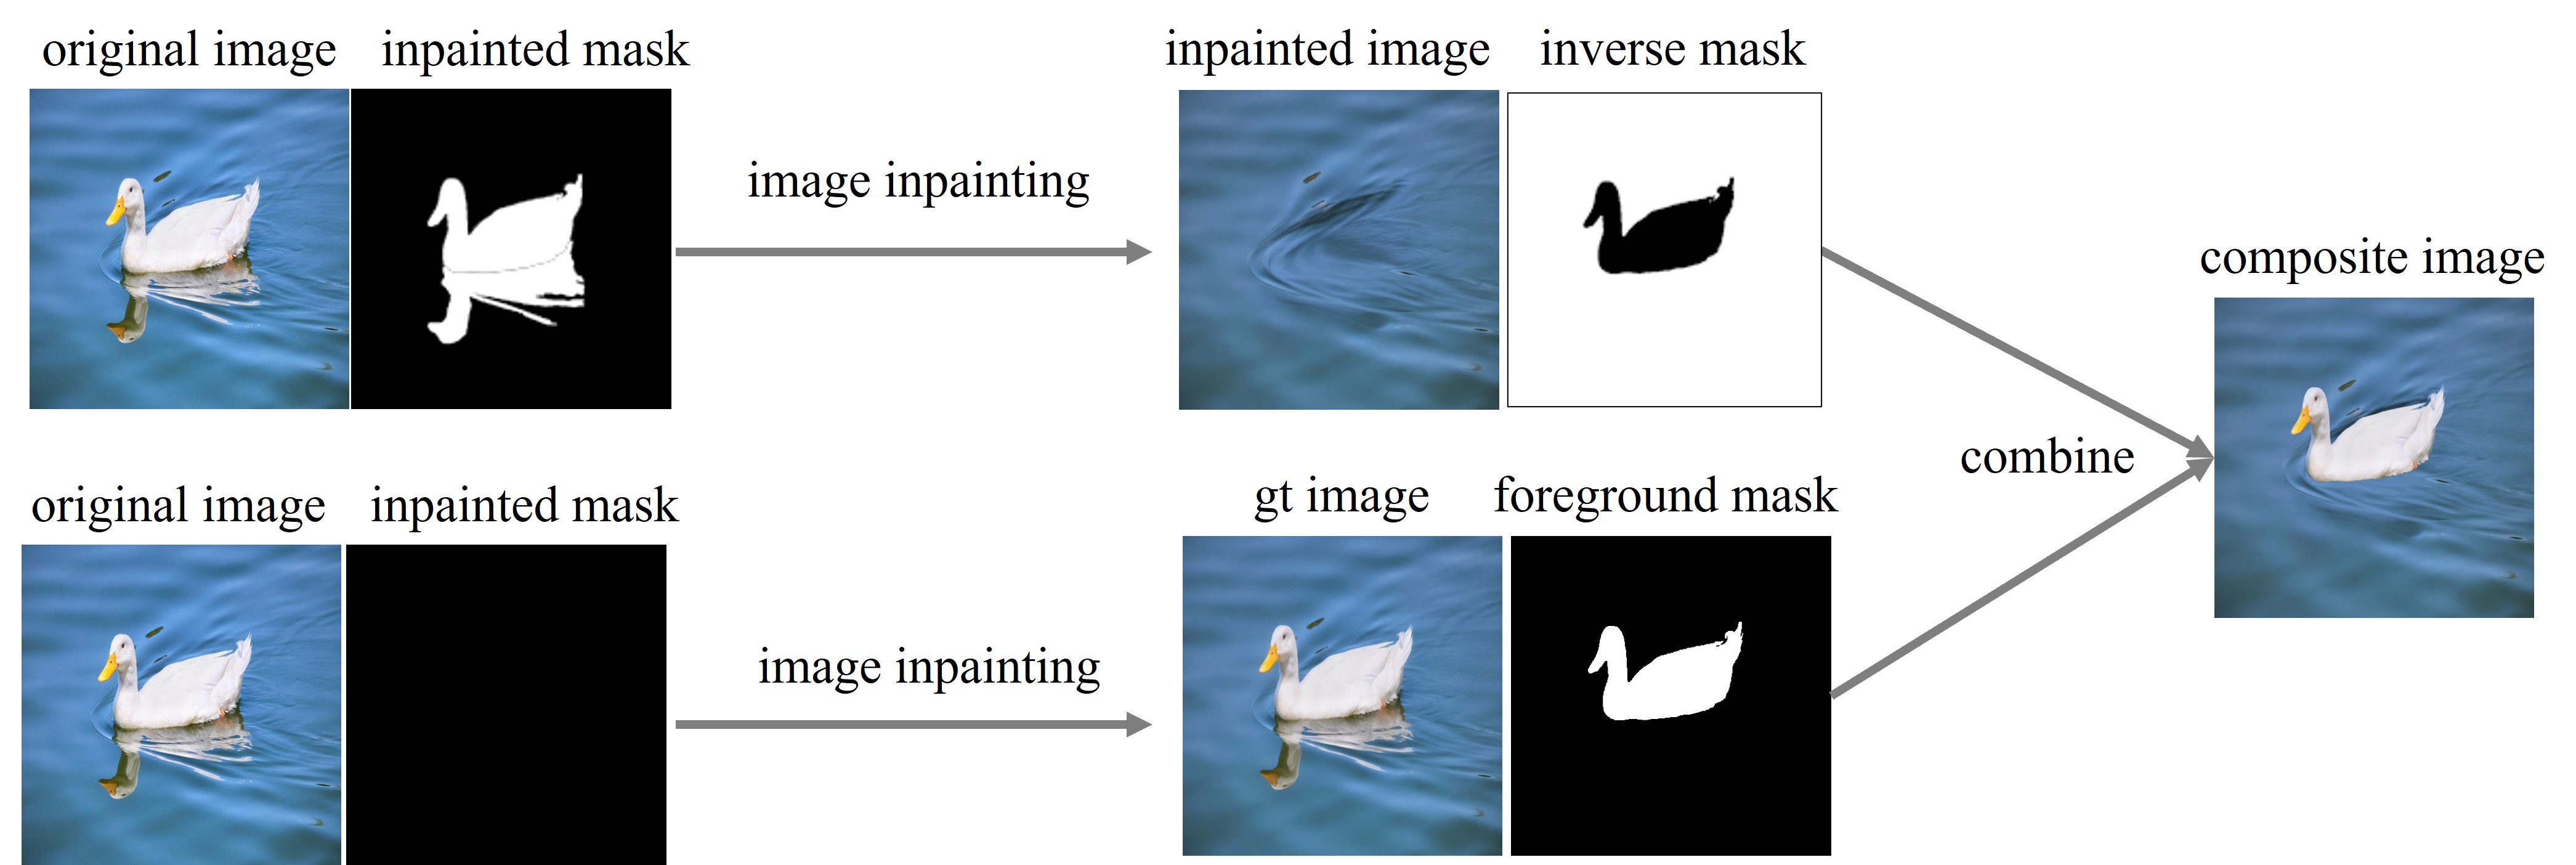 original image
inpainted mask
image inpainting
inpainted image
inverse mask
composite image
combine
original image
inpainted mask
image inpainting
gt image
foreground mask